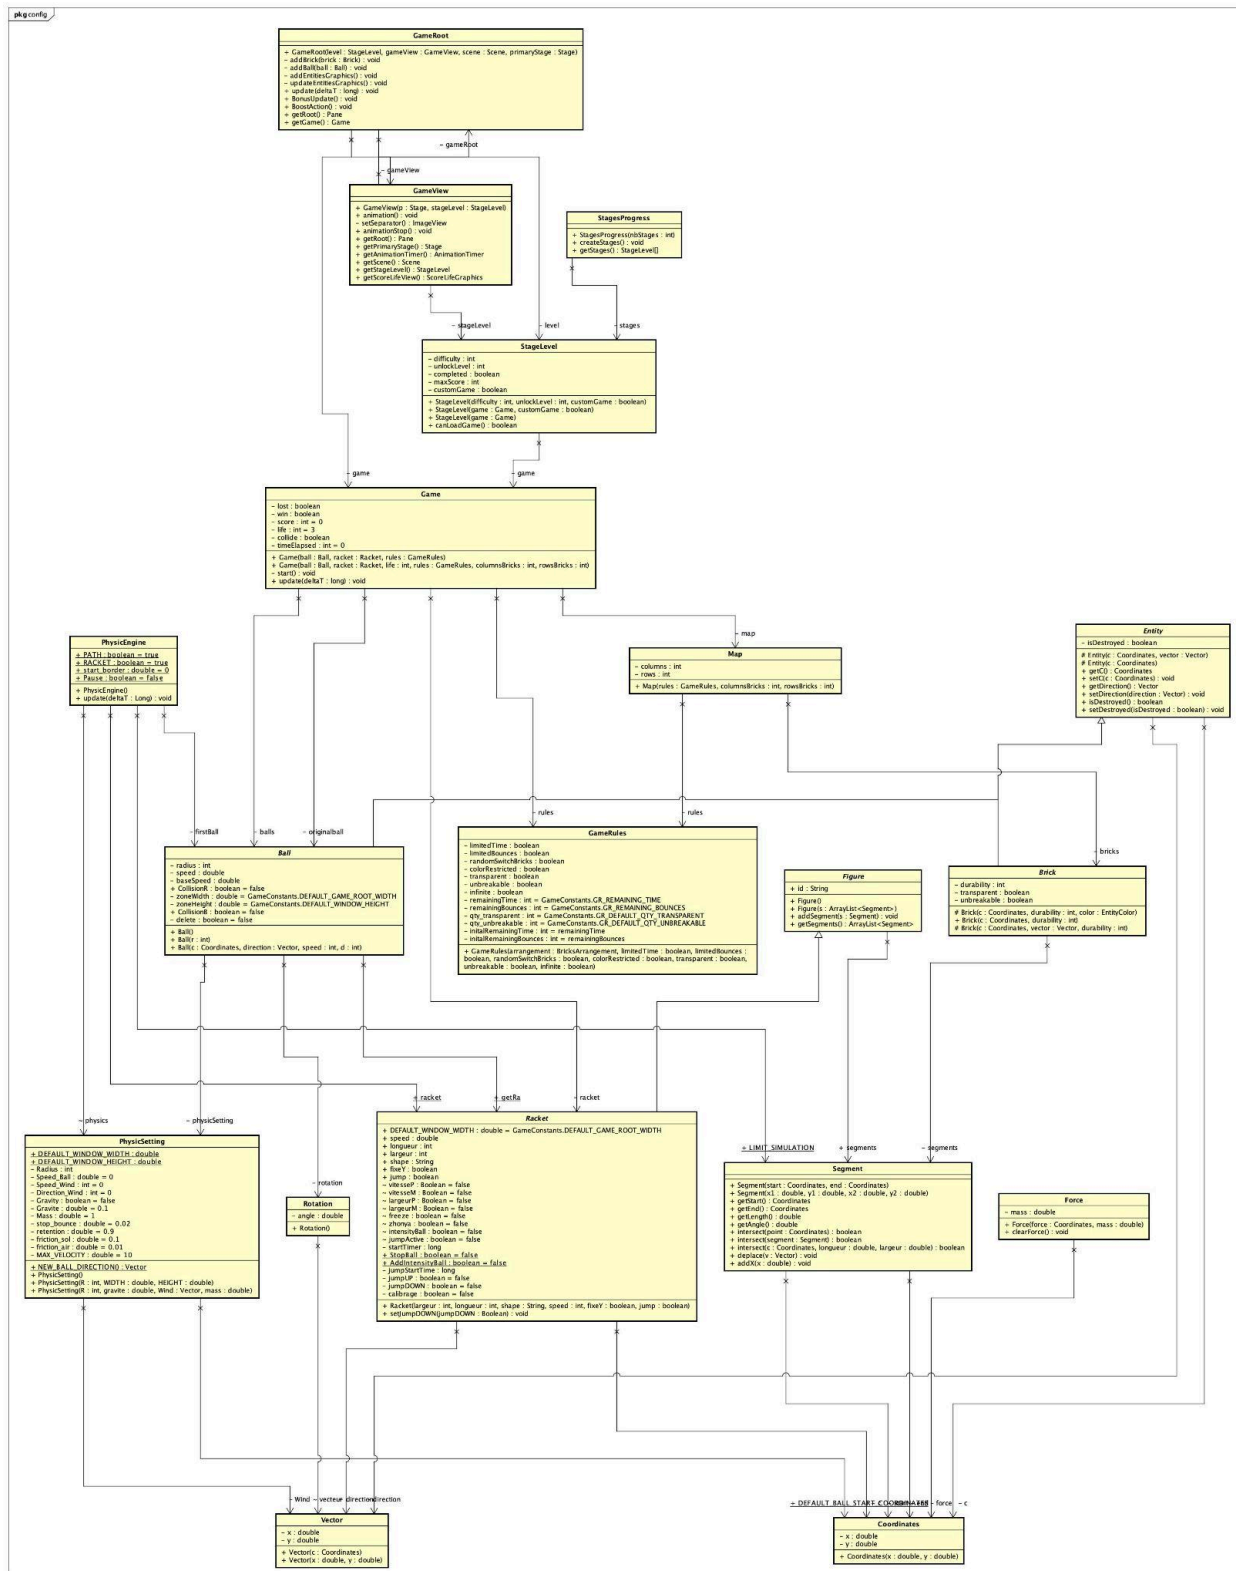 pkg config
GameRoot
+ GameRoot(level : StageLevel, gameView : GameView, scene : Scene, primaryStage : Stage)
- addBrick(brick : Brick) : void
- addBall(ball : Ball) : void
- addEntitiesGraphics() : void
- updateEntitiesGraphics() : void
+ update(deltaT : long) : void
+ BonusUpdate() : void
+ BoostAction() : void
+ getRoot() : Pane
+ getGame() : Game
- gameRoot
- gameView
GameView
+ GameView(p : Stage, stageLevel : StageLevel)
+ animation() : void
- setSeparator() : ImageView
+ animationStop() : void
+ getRoot() : Pane
+ getPrimaryStage() : Stage
+ getAnimationTimer() : AnimationTimer
+ getScene() : Scene
+ getStageLevel() : StageLevel
+ getScoreLifeView() : ScoreLifeGraphics
StagesProgress
+ StagesProgress(nbStages : int)
+ createStages() : void
+ getStages() : StageLevel[]
- stageLevel
- level
- stages
StageLevel
- difficulty : int
- unlockLevel : int
- completed : boolean
- maxScore : int
- customGame : boolean
+ StageLevel(difficulty : int, unlockLevel : int, customGame : boolean)
+ StageLevel(game : Game, customGame : boolean)
+ StageLevel(game : Game)
+ canLoadGame() : boolean
- game
- game
Game
- lost : boolean
- win : boolean
- score : int = 0
- life : int = 3
- collide : boolean
- timeElapsed : int = 0
+ Game(ball : Ball, racket : Racket, rules : GameRules)
+ Game(ball : Ball, racket : Racket, life : int, rules : GameRules, columnsBricks : int, rowsBricks : int)
- start() : void
+ update(deltaT : long) : void
PhysicEngine
+ PATH : boolean = true
+ RACKET : boolean = true
+ start_border : double = 0
+ Pause : boolean = false
+ PhysicEngine()
+ update(deltaT : Long) : void
- map
Map
- columns : int
- rows : int
+ Map(rules : GameRules, columnsBricks : int, rowsBricks : int)
Entity
- isDestroyed : boolean
# Entity(c : Coordinates, vector : Vector)
# Entity(c : Coordinates)
+ getC() : Coordinates
+ setC(c : Coordinates) : void
+ getDirection() : Vector
+ setDirection(direction : Vector) : void
+ isDestroyed() : boolean
+ setDestroyed(isDestroyed : boolean) : void
- firstBall
- balls
- originalball
- rules
- rules
- bricks
Ball
- radius : int
- speed : double
- baseSpeed : double
+ CollisionR : boolean = false
- zoneWidth : double = GameConstants.DEFAULT_GAME_ROOT_WIDTH
- zoneHeight : double = GameConstants.DEFAULT_WINDOW_HEIGHT
+ CollisionB : boolean = false
- delete : boolean = false
+ Ball()
+ Ball(r : int)
+ Ball(c : Coordinates, direction : Vector, speed : int, d : int)
GameRules
- limitedTime : boolean
- limitedBounces : boolean
- randomSwitchBricks : boolean
- colorRestricted : boolean
- transparent : boolean
- unbreakable : boolean
- infinite : boolean
- remainingTime : int = GameConstants.GR_REMAINING_TIME
- remainingBounces : int = GameConstants.GR_REMAINING_BOUNCES
- qty_transparent : int = GameConstants.GR_DEFAULT_QTY_TRANSPARENT
- qty_unbreakable : int = GameConstants.GR_DEFAULT_QTY_UNBREAKABLE
- initalRemainingTime : int = remainingTime
- initalRemainingBounces : int = remainingBounces
+ GameRules(arrangement : BricksArrangement, limitedTime : boolean, limitedBounces :
boolean, randomSwitchBricks : boolean, colorRestricted : boolean, transparent : boolean,
unbreakable : boolean, infinite : boolean)
Figure
+ id : String
+ Figure()
+ Figure(s : ArrayList<Segment>)
+ addSegment(s : Segment) : void
+ getSegments() : ArrayList<Segment>
Brick
- durability : int
- transparent : boolean
- unbreakable : boolean
# Brick(c : Coordinates, durability : int, color : EntityColor)
+ Brick(c : Coordinates, durability : int)
# Brick(c : Coordinates, vector : Vector, durability : int)
- physics
- physicSetting
+ racket
+ getRa
- racket
+ LIMIT_SIMULATION
+ segments
- segments
PhysicSetting
+ DEFAULT_WINDOW_WIDTH : double
+ DEFAULT_WINDOW_HEIGHT : double
- Radius : int
- Speed_Ball : double = 0
- Speed_Wind : int = 0
- Direction_Wind : int = 0
- Gravity : boolean = false
- Gravite : double = 0.1
- Mass : double = 1
- stop_bounce : double = 0.02
- retention : double = 0.9
- friction_sol : double = 0.1
- friction_air : double = 0.01
- MAX_VELOCITY : double = 10
+ NEW_BALL_DIRECTION() : Vector
+ PhysicSetting()
+ PhysicSetting(R : int, WIDTH : double, HEIGHT : double)
+ PhysicSetting(R : int, gravite : double, Wind : Vector, mass : double)
- rotation
Rotation
- angle : double
+ Rotation()
Racket
+ DEFAULT_WINDOW_WIDTH : double = GameConstants.DEFAULT_GAME_ROOT_WIDTH
+ speed : double
+ longueur : int
+ largeur : int
+ shape : String
+ fixeY : boolean
+ jump : boolean
~ vitesseP : Boolean = false
~ vitesseM : Boolean = false
~ largeurP : Boolean = false
~ largeurM : Boolean = false
~ freeze : Boolean = false
~ zhonya : Boolean = false
~ intensityBall : Boolean = false
~ jumpActive : Boolean = false
- startTimer : long
+ StopBall : boolean = false
+ AddIntensityBall : boolean = false
- jumpStartTime : long
- jumpUP : boolean = false
- jumpDOWN : boolean = false
- calibrage : boolean = false
+ Racket(largeur : int, longueur : int, shape : String, speed : int, fixeY : boolean, jump : boolean)
+ setJumpDOWN(jumpDOWN : Boolean) : void
Segment
+ Segment(start : Coordinates, end : Coordinates)
+ Segment(x1 : double, y1 : double, x2 : double, y2 : double)
+ getStart() : Coordinates
+ getEnd() : Coordinates
+ getLength() : double
+ getAngle() : double
+ intersect(point : Coordinates) : boolean
+ intersect(segment : Segment) : boolean
+ intersect(c : Coordinates, longueur : double, largeur : double) : boolean
+ deplace(v : Vector) : void
+ addX(x : double) : void
Force
- mass : double
+ Force(force : Coordinates, mass : double)
+ clearForce() : void
- Wind
~ vecteur
- direction
direction
+ DEFAULT_BALL_START_COORDINATES
- force
- c
Vector
- x : double
- y : double
+ Vector(c : Coordinates)
+ Vector(x : double, y : double)
Coordinates
- x : double
- y : double
+ Coordinates(x : double, y : double)